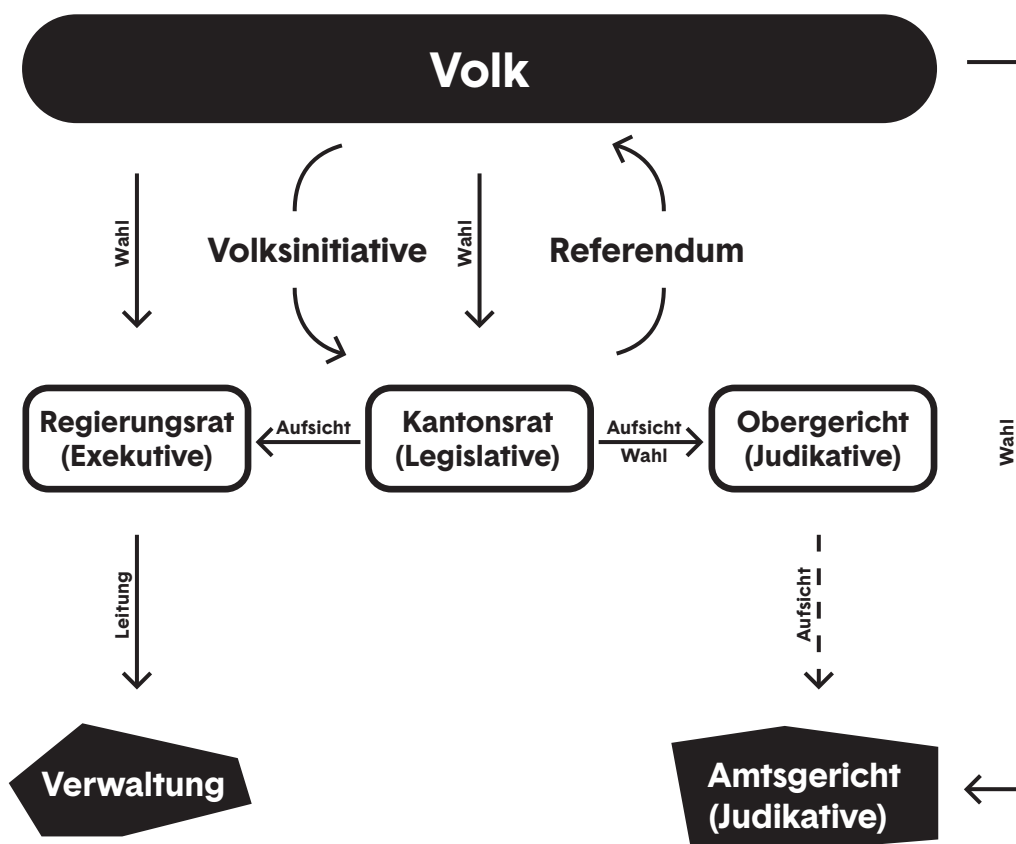 Volk
Wahl
Volksinitiative
Wahl
Referendum
Regierungsrat
(Exekutive)
Aufsicht
Kantonsrat
(Legislative)
Aufsicht
Wahl
Obergericht
(Judikative)
Wahl
Leitung
Aufsicht
Verwaltung
Amtsgericht
(Judikative)